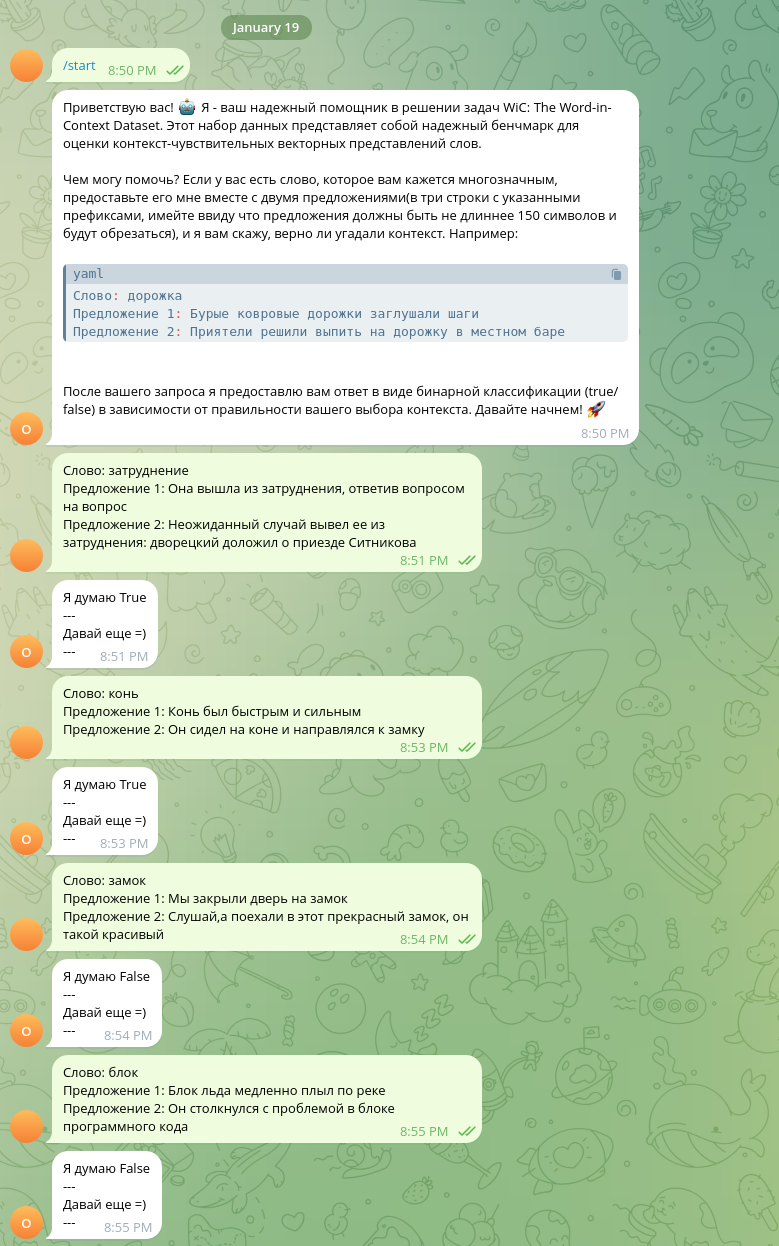 January 19
/start
8:50 PM
Приветствую вас! 🤖 Я - ваш надежный помощник в решении задач WiC: The Word-in-
Context Dataset. Этот набор данных представляет собой надежный бенчмарк для
оценки контекст-чувствительных векторных представлений слов.
Чем могу помочь? Если у вас есть слово, которое вам кажется многозначным,
предоставьте его мне вместе с двумя предложениями(в три строки с указанными
префиксами, имейте ввиду что предложения должны быть не длиннее 150 символов и
будут обрезаться), и я вам скажу, верно ли угадали контекст. Например:
yaml
Слово: дорожка
Предложение 1: Бурые ковровые дорожки заглушали шаги
Предложение 2: Приятели решили выпить на дорожку в местном баре
После вашего запроса я предоставлю вам ответ в виде бинарной классификации (true/
false) в зависимости от правильности вашего выбора контекста. Давайте начнем! 🚀
О
8:50 PM
Слово: затруднение
Предложение 1: Она вышла из затруднения, ответив вопросом
на вопрос
Предложение 2: Неожиданный случай вывел ее из
затруднения: дворецкий доложил о приезде Ситникова
8:51 PM
Я думаю True
---
Давай еще =)
---
О
8:51 PM
Слово: конь
Предложение 1: Конь был быстрым и сильным
Предложение 2: Он сидел на коне и направлялся к замку
8:53 PM
Я думаю True
---
Давай еще =)
---
О
8:53 PM
Слово: замок
Предложение 1: Мы закрыли дверь на замок
Предложение 2: Слушай,а поехали в этот прекрасный замок, он
такой красивый
8:54 PM
Я думаю False
---
Давай еще =)
---
О
8:54 PM
Слово: блок
Предложение 1: Блок льда медленно плыл по реке
Предложение 2: Он столкнулся с проблемой в блоке
программного кода
8:55 PM
Я думаю False
---
Давай еще =)
---
О
8:55 PM